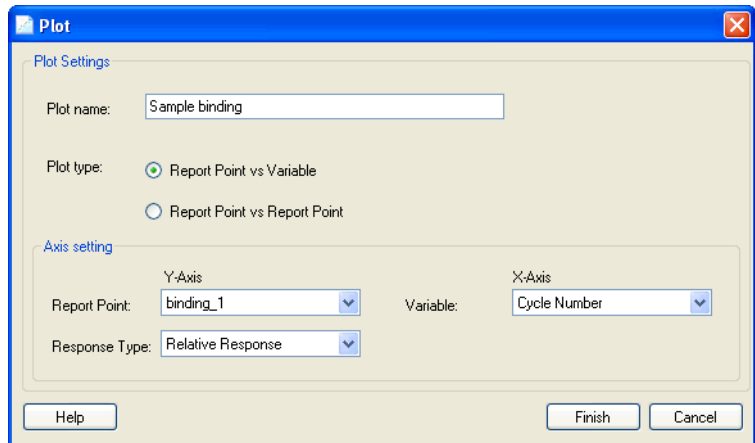 Plot
Plot Settings
Plot name: Sample binding
Plot type: Report Point vs Variable
Report Point vs Report Point
Axis setting
Y-Axis X-Axis
Report Point: binding_1 Variable: Cycle Number
Response Type: Relative Response
Help Finish Cancel